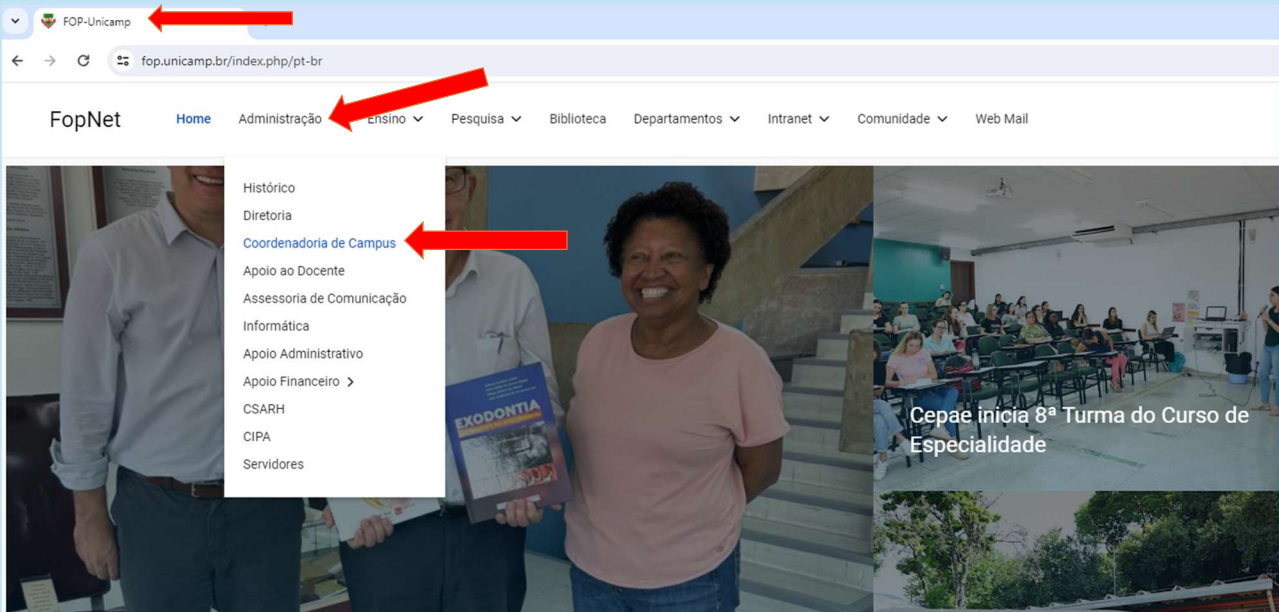 FOP-Unicamp
fop.unicamp.br/index.php/pt-br
FopNet Home Administração Ensino Pesquisa Biblioteca Departamentos Intranet Comunidade Web Mail
Histórico
Diretoria
Coordenadoria de Campus
Apoio ao Docente
Assessoria de Comunicação
Informática
Apoio Administrativo
Apoio Financeiro
CSARH
CIPA
Servidores
EXODONTIA
Cepae inicia 8ª Turma do Curso de
Especialidade